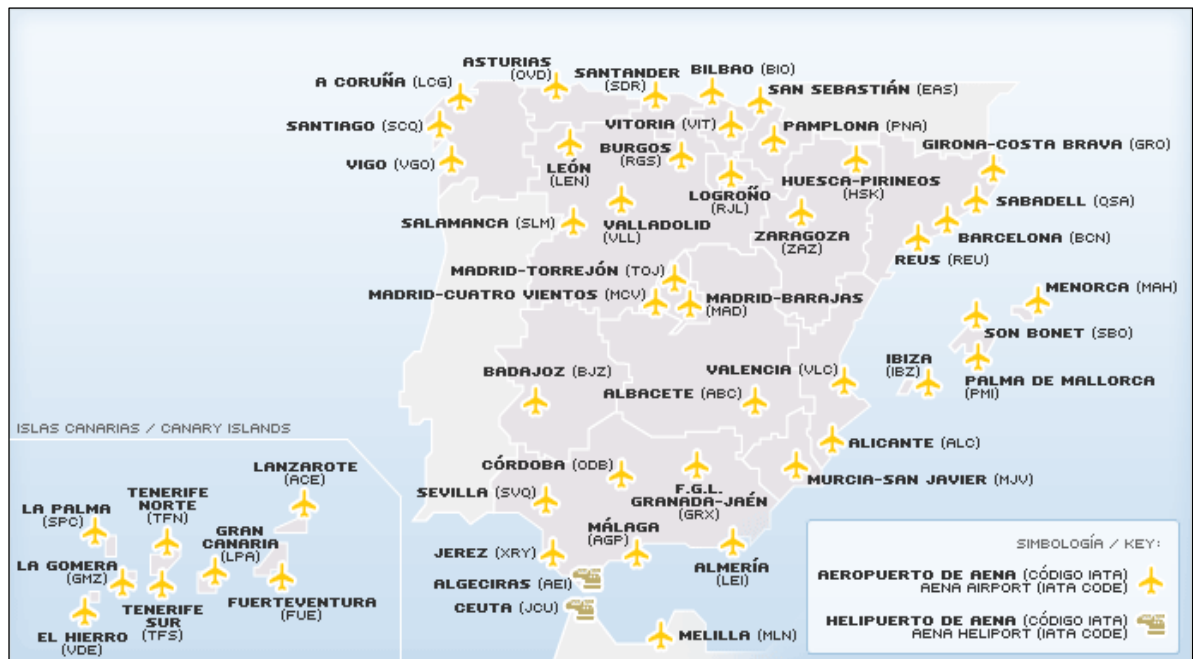 ASTURIAS
(OVD)
A CORUÑA (LCG)
SANTANDER
(SDR)
BILBAO (BIO)
SAN SEBASTIÁN (EAS)
SANTIAGO (SCQ)
VITORIA (VIT)
PAMPLONA (PNA)
VIGO (VGO)
LEÓN
(LEN)
BURGOS
(RGS)
GIRONA-COSTA BRAVA (GRO)
LOGROÑO
(RJL)
HUESCA-PIRINEOS
(HSK)
SABADELL (QSA)
SALAMANCA (SLM)
VALLADOLID
(VLL)
ZARAGOZA
(ZAZ)
BARCELONA (BCN)
REUS (REU)
MADRID-TORREJÓN (TOJ)
MADRID-CUATRO VIENTOS (MCV)
MADRID-BARAJAS
(MAD)
MENORCA (MAH)
SON BONET (SBO)
BADAJOZ (BJZ)
VALENCIA (VLC)
IBIZA
(IBZ)
PALMA DE MALLORCA
(PMI)
ALBACETE (ABC)
ALICANTE (ALC)
CÓRDOBA (ODB)
MURCIA-SAN JAVIER (MJV)
SEVILLA (SVQ)
F.G.L.
GRANADA-JAÉN
(GRX)
MÁLAGA
(AGP)
JEREZ (XRY)
ALMERÍA
(LEI)
ALGECIRAS (AEI)
CEUTA (JCU)
MELILLA (MLN)
ISLAS CANARIAS / CANARY ISLANDS
LANZAROTE
(ACE)
LA PALMA
(SPC)
TENERIFE
NORTE
(TFN)
GRAN
CANARIA
(LPA)
LA GOMERA
(GMZ)
TENERIFE
SUR
(TFS)
FUERTEVENTURA
(FUE)
EL HIERRO
(VDE)
SIMBOLOGÍA / KEY:
AEROPUERTO DE AENA (CÓDIGO IATA)
AENA AIRPORT (IATA CODE)
HELIPUERTO DE AENA (CÓDIGO IATA)
AENA HELIPORT (IATA CODE)